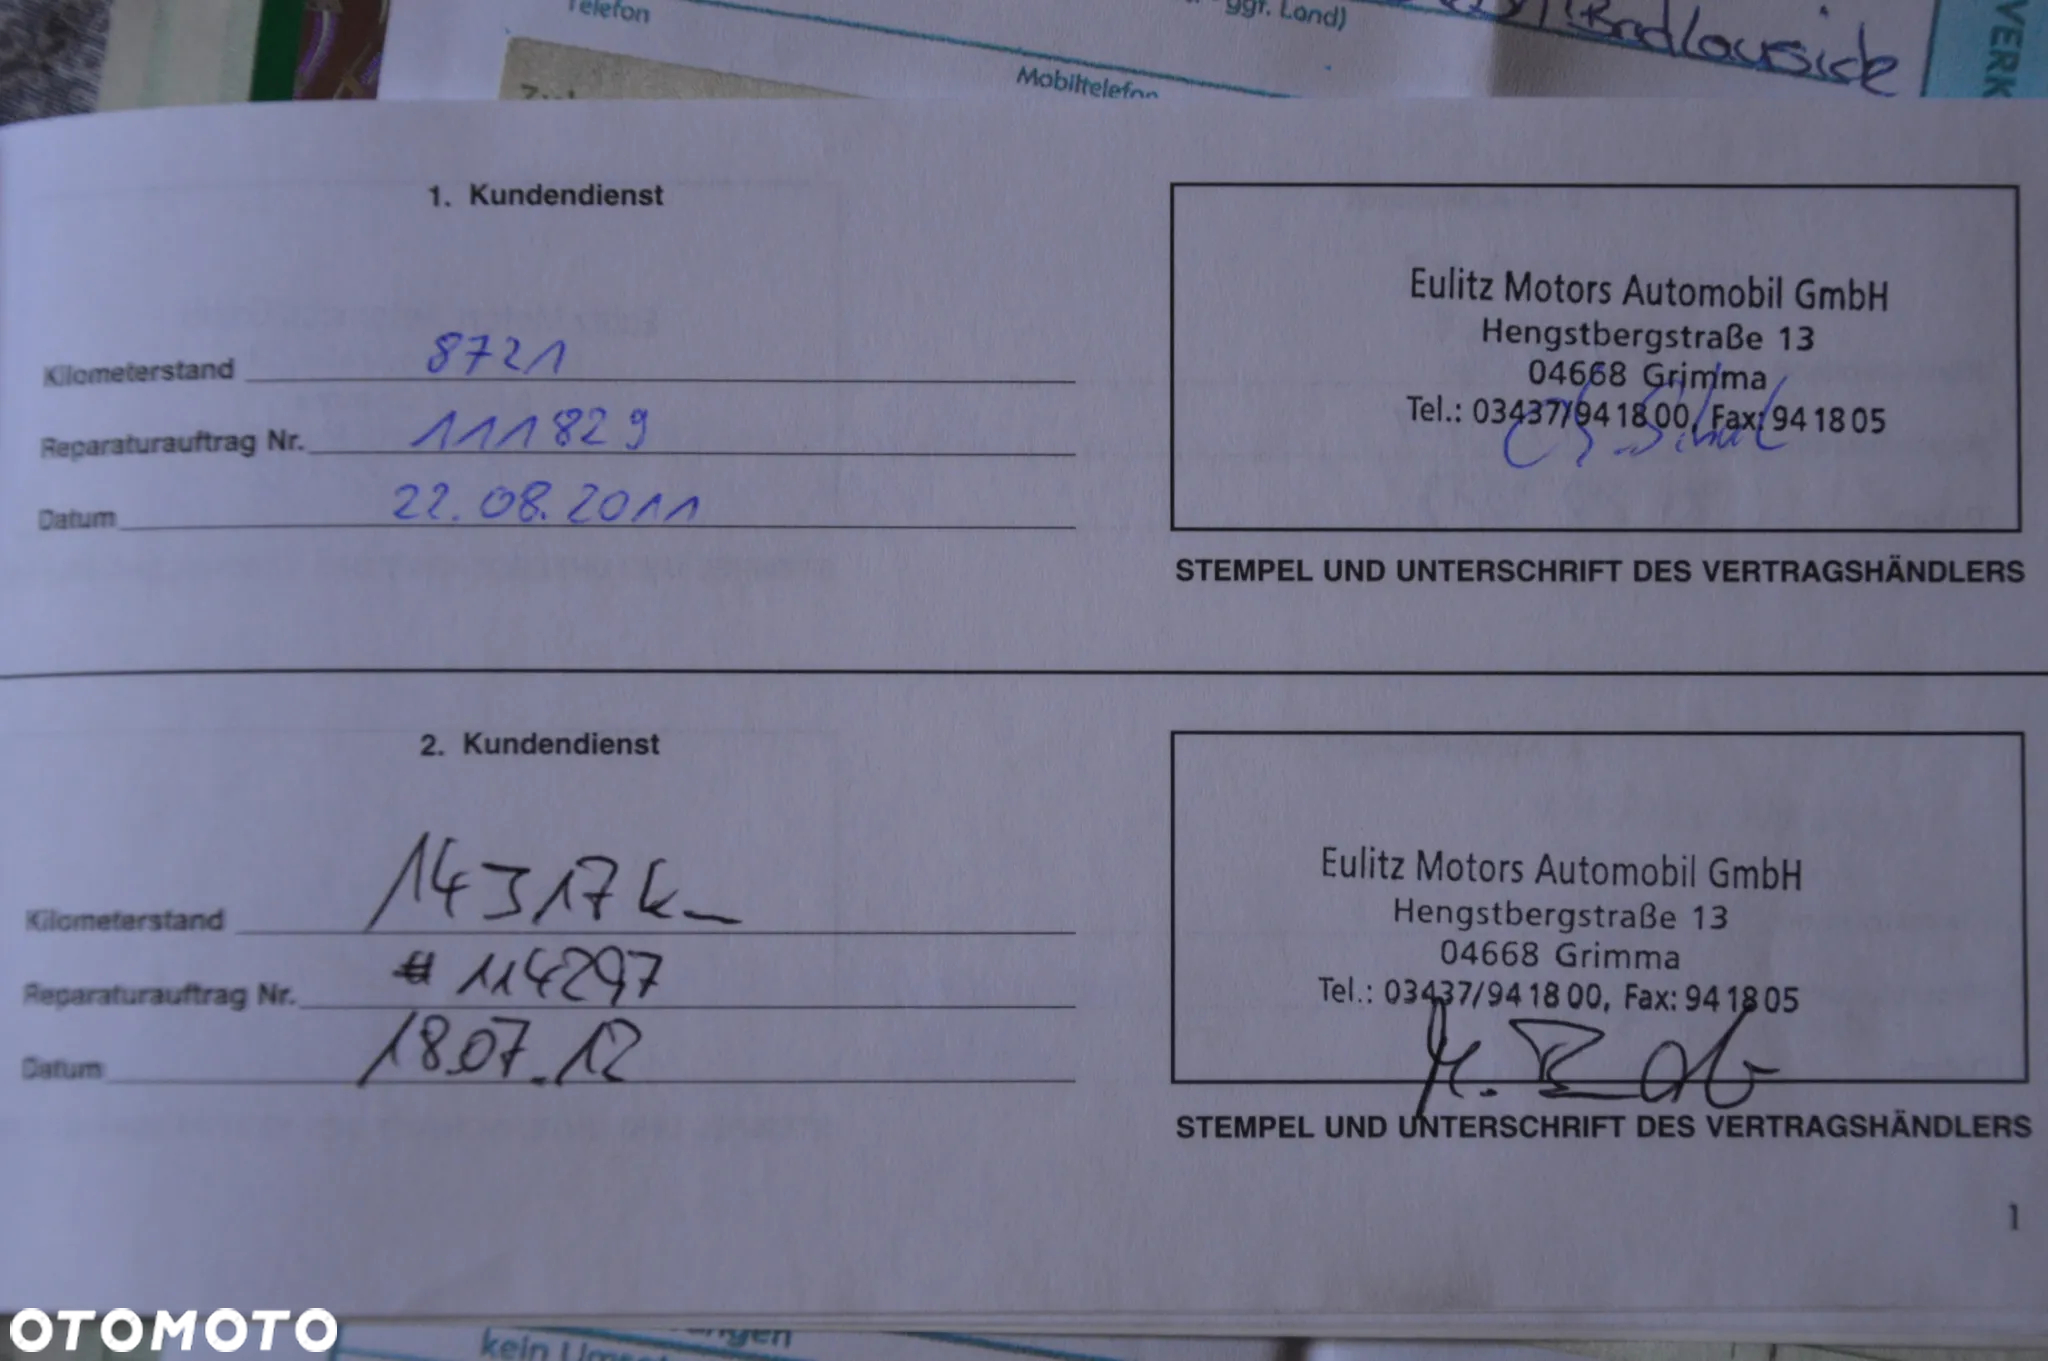 Telefon
ggf. Land)
Mobiltelefon
VERK
1. Kundendienst
Kilometerstand 8721
Reparaturauftrag Nr. 111829
Datum 22.08.2011
Eulitz Motors Automobil GmbH
Hengstbergstraße 13
04668 Grimma
Tel.: 03437/94 18 00, Fax: 94 18 05
STEMPEL UND UNTERSCHRIFT DES VERTRAGSHÄNDLERS
2. Kundendienst
Kilometerstand 14317 km
Reparaturauftrag Nr. # 114297
Datum 18.07.12
Eulitz Motors Automobil GmbH
Hengstbergstraße 13
04668 Grimma
Tel.: 03437/94 18 00, Fax: 94 18 05
STEMPEL UND UNTERSCHRIFT DES VERTRAGSHÄNDLERS
1
OTOMOTO
kein